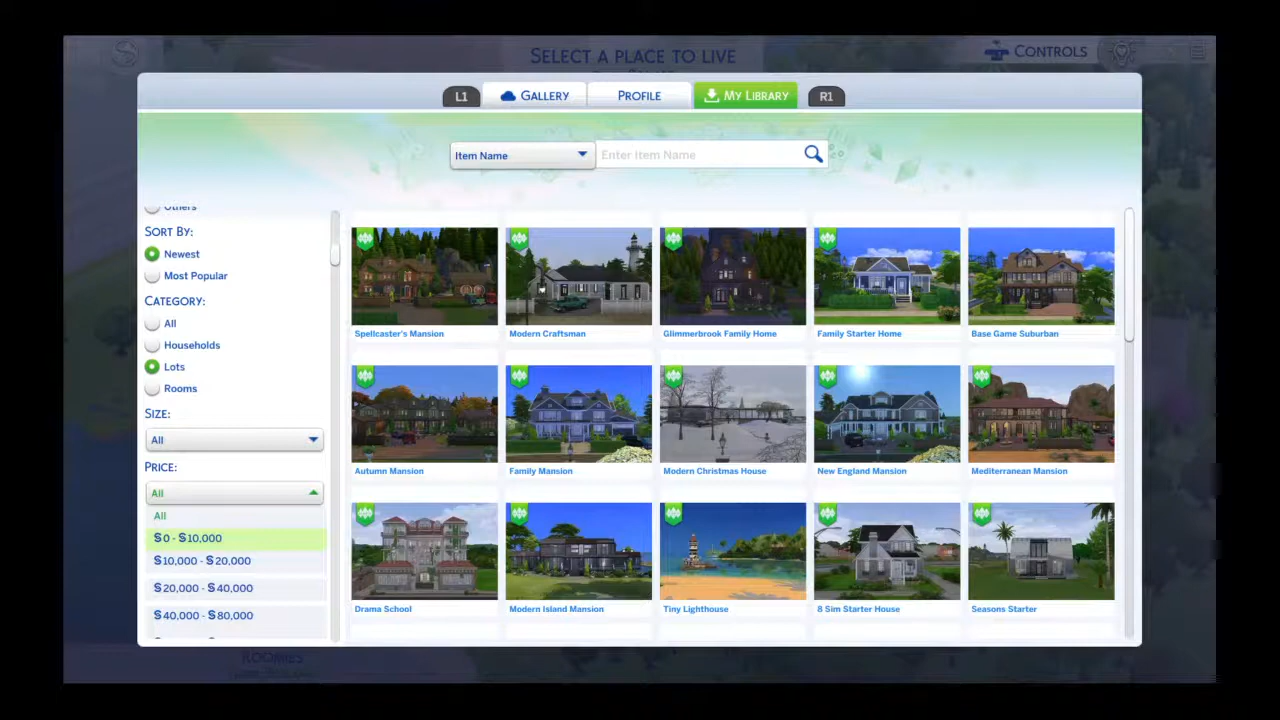 SELECT A PLACE TO LIVE
CONTROLS
L1
GALLERY
PROFILE
MY LIBRARY
R1
Item Name
Enter Item Name
Others
SORT BY:
Newest
Most Popular
CATEGORY:
All
Households
Lots
Rooms
SIZE:
All
PRICE:
All
All
§0 - §10,000
§10,000 - §20,000
§20,000 - §40,000
§40,000 - §80,000
Spellcaster's Mansion
Modern Craftsman
Glimmerbrook Family Home
Family Starter Home
Base Game Suburban
Autumn Mansion
Family Mansion
Modern Christmas House
New England Mansion
Mediterranean Mansion
Drama School
Modern Island Mansion
Tiny Lighthouse
8 Sim Starter House
Seasons Starter
ROOMIES